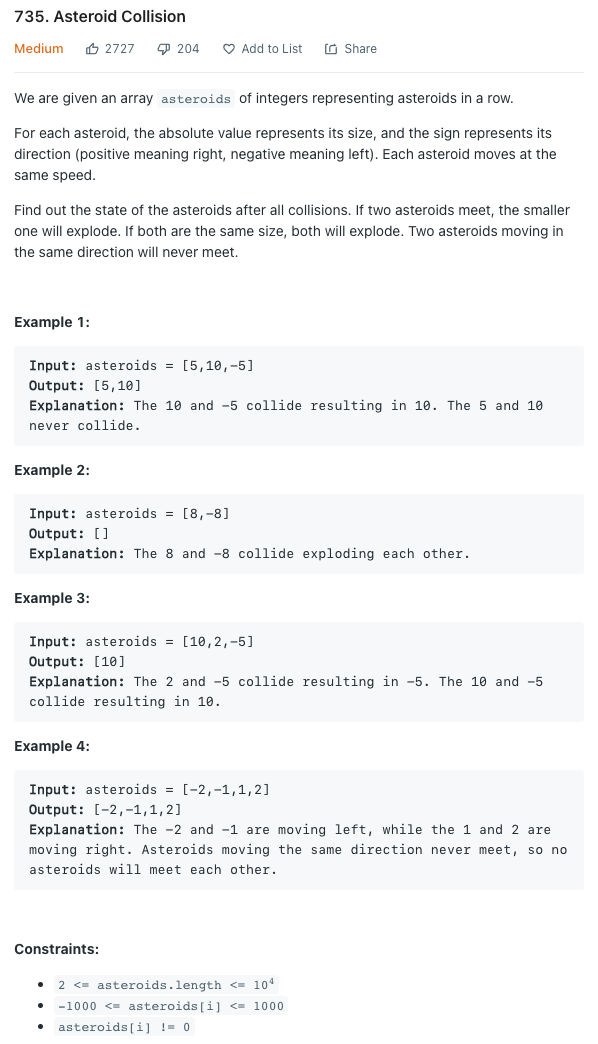 735. Asteroid Collision
Medium 2727 204 Add to List Share
We are given an array asteroids of integers representing asteroids in a row.
For each asteroid, the absolute value represents its size, and the sign represents its
direction (positive meaning right, negative meaning left). Each asteroid moves at the
same speed.
Find out the state of the asteroids after all collisions. If two asteroids meet, the smaller
one will explode. If both are the same size, both will explode. Two asteroids moving in
the same direction will never meet.
Example 1:
Input: asteroids = [5,10,-5]
Output: [5,10]
Explanation: The 10 and -5 collide resulting in 10. The 5 and 10
never collide.
Example 2:
Input: asteroids = [8,-8]
Output: []
Explanation: The 8 and -8 collide exploding each other.
Example 3:
Input: asteroids = [10,2,-5]
Output: [10]
Explanation: The 2 and -5 collide resulting in -5. The 10 and -5
collide resulting in 10.
Example 4:
Input: asteroids = [-2,-1,1,2]
Output: [-2,-1,1,2]
Explanation: The -2 and -1 are moving left, while the 1 and 2 are
moving right. Asteroids moving the same direction never meet, so no
asteroids will meet each other.
Constraints:
• 2 <= asteroids.length <= 10⁴
• -1000 <= asteroids[i] <= 1000
• asteroids[i] != 0